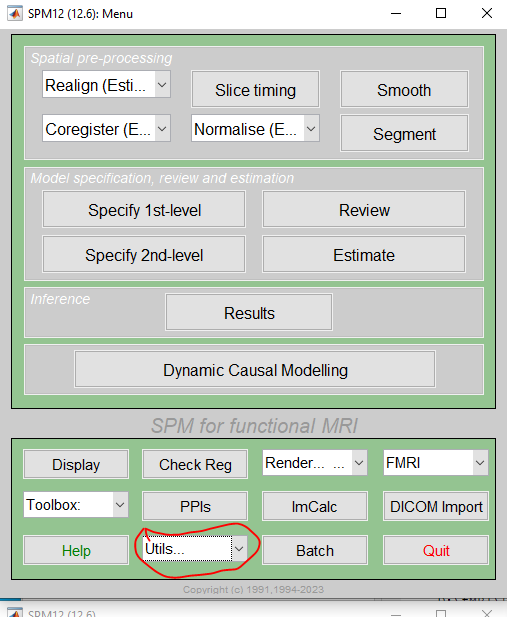 SPM12 (12.6): Menu
Spatial pre-processing
Realign (Esti...
Slice timing
Smooth
Coregister (E...
Normalise (E...
Segment
Model specification, review and estimation
Specify 1st-level
Review
Specify 2nd-level
Estimate
Inference
Results
Dynamic Causal Modelling
SPM for functional MRI
Display
Check Reg
Render... ...
FMRI
Toolbox:
PPIs
ImCalc
DICOM Import
Help
Utils...
Batch
Quit
Copyright (c) 1991,1994-2023
SPM12 (12.6)